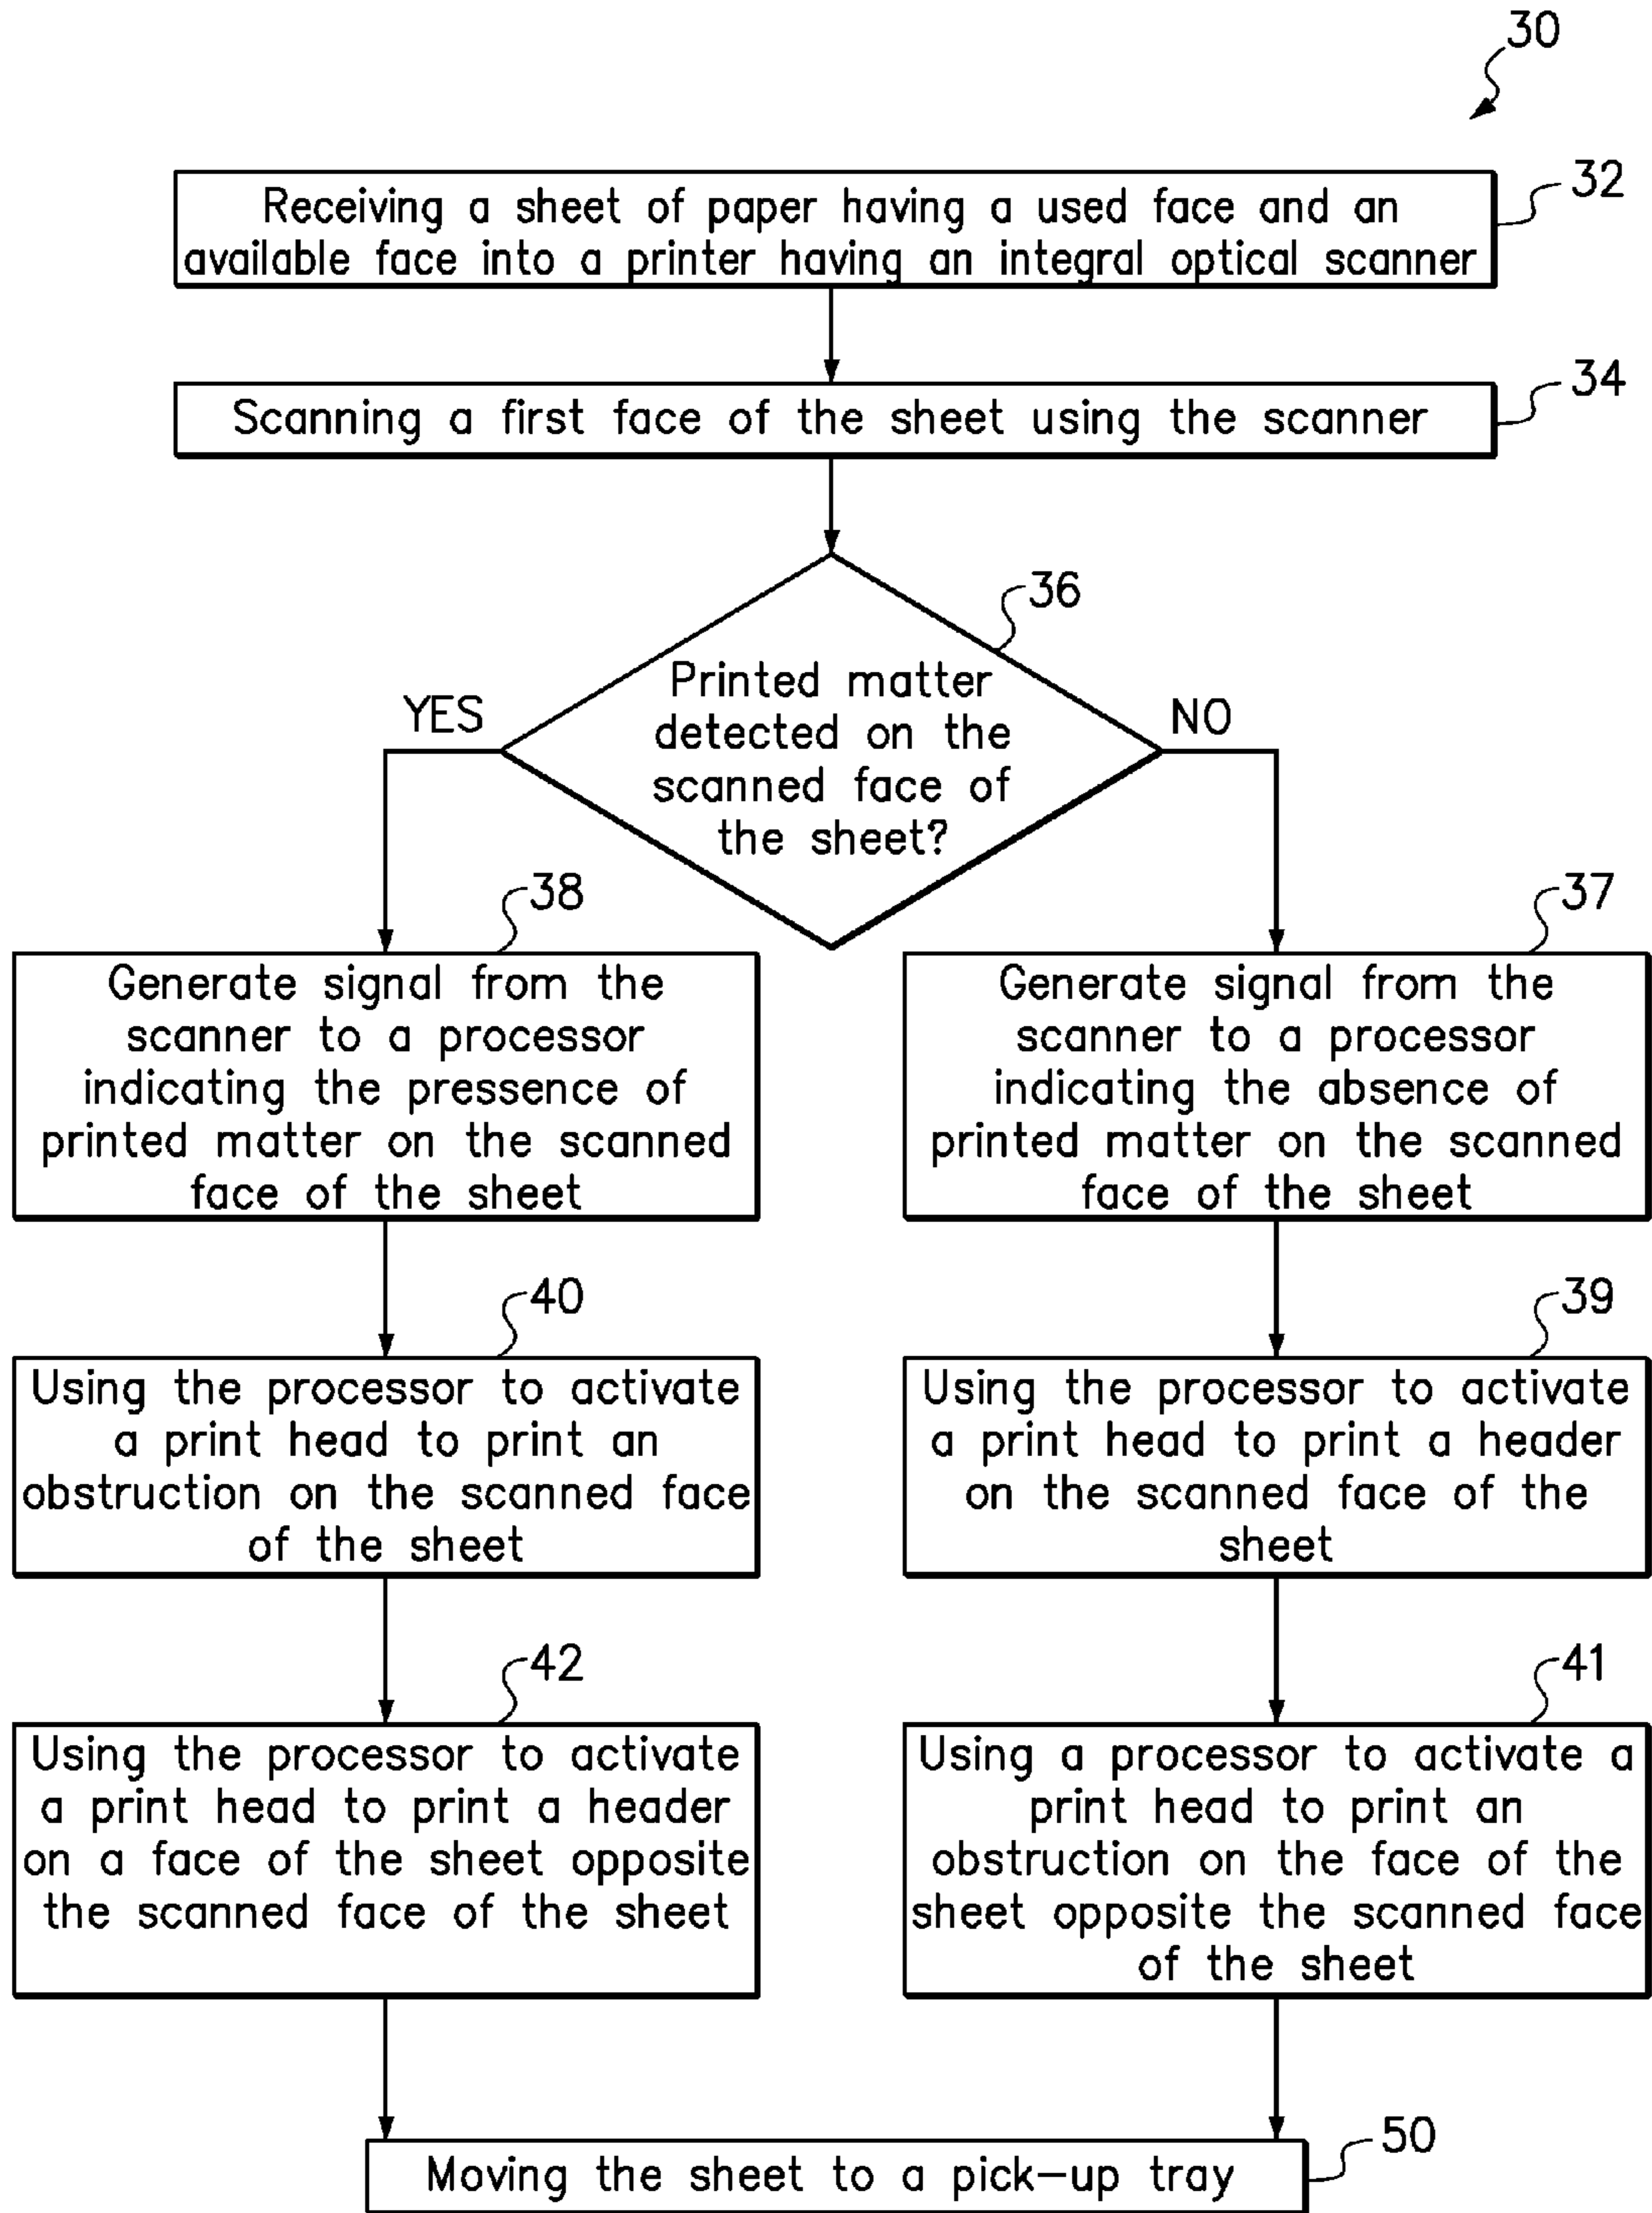 30
32
Receiving a sheet of paper having a used face and an
available face into a printer having an integral optical scanner
34
Scanning a first face of the sheet using the scanner
36
Printed matter
detected on the
scanned face of
the sheet?
YES
NO
38
Generate signal from the
scanner to a processor
indicating the pressence of
printed matter on the scanned
face of the sheet
37
Generate signal from the
scanner to a processor
indicating the absence of
printed matter on the scanned
face of the sheet
40
Using the processor to activate
a print head to print an
obstruction on the scanned face
of the sheet
39
Using the processor to activate
a print head to print a header
on the scanned face of the
sheet
42
Using the processor to activate
a print head to print a header
on a face of the sheet opposite
the scanned face of the sheet
41
Using a processor to activate a
print head to print an
obstruction on the face of the
sheet opposite the scanned face
of the sheet
50
Moving the sheet to a pick-up tray